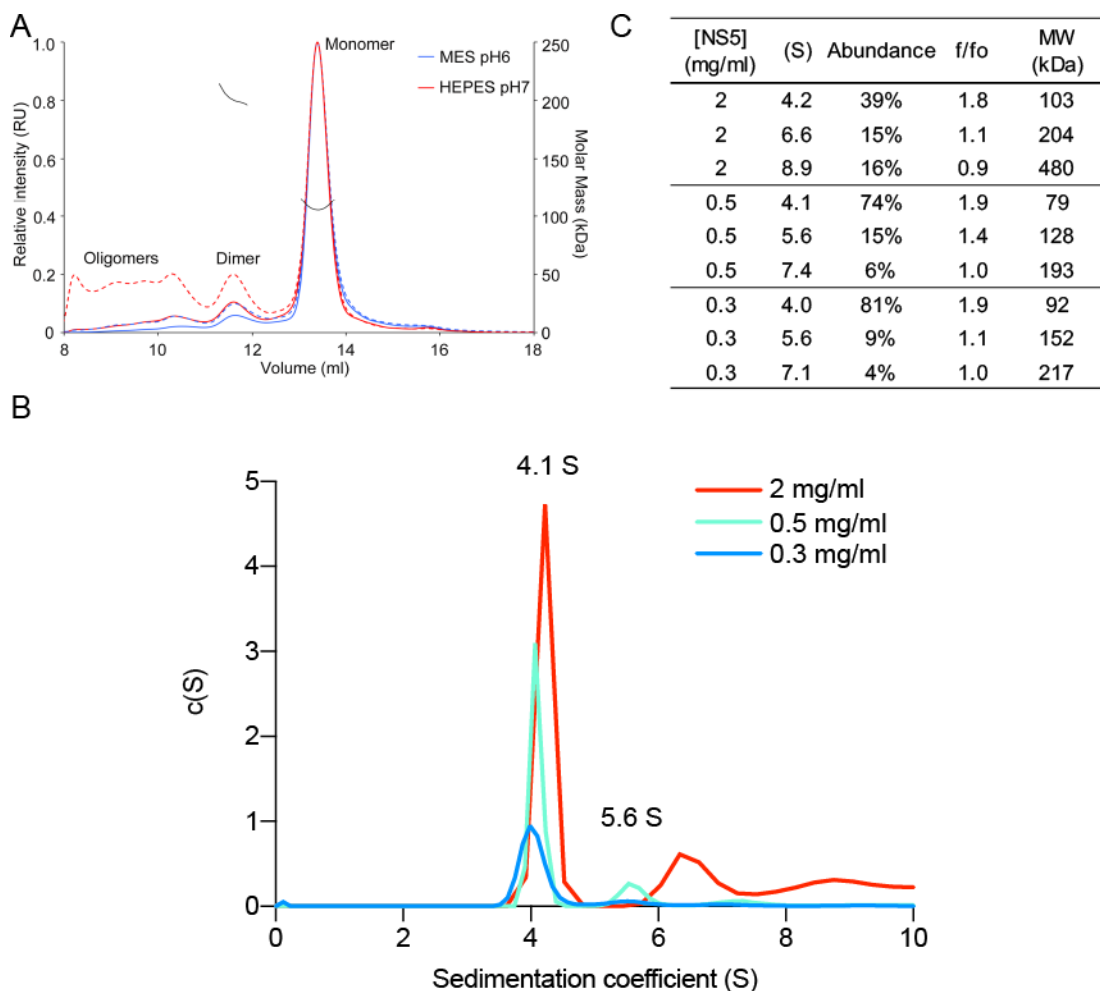 A
Relative Intensity (RU)
1.0
0.8
0.6
0.4
0.2
0
250
200
150
100
50
0
Molar Mass (kDa)
Monomer
MES pH6
HEPES pH7
Oligomers
Dimer
8 10 12 14 16 18
Volume (ml)
C
[NS5] (mg/ml) (S) Abundance f/fo MW (kDa)
2 4.2 39% 1.8 103
2 6.6 15% 1.1 204
2 8.9 16% 0.9 480
0.5 4.1 74% 1.9 79
0.5 5.6 15% 1.4 128
0.5 7.4 6% 1.0 193
0.3 4.0 81% 1.9 92
0.3 5.6 9% 1.1 152
0.3 7.1 4% 1.0 217
B
c(S)
5
4
3
2
1
0
4.1 S
5.6 S
2 mg/ml
0.5 mg/ml
0.3 mg/ml
0 2 4 6 8 10
Sedimentation coefficient (S)